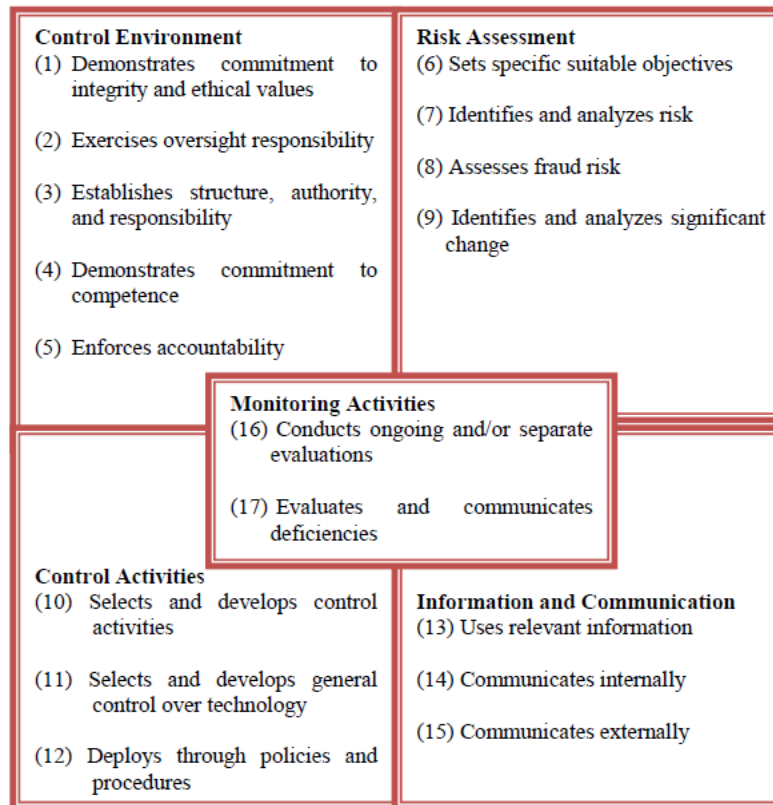 Control Environment
(1) Demonstrates commitment to
integrity and ethical values
(2) Exercises oversight responsibility
(3) Establishes structure, authority,
and responsibility
(4) Demonstrates commitment to
competence
(5) Enforces accountability
Risk Assessment
(6) Sets specific suitable objectives
(7) Identifies and analyzes risk
(8) Assesses fraud risk
(9) Identifies and analyzes significant
change
Monitoring Activities
(16) Conducts ongoing and/or separate
evaluations
(17) Evaluates and communicates
deficiencies
Control Activities
(10) Selects and develops control
activities
(11) Selects and develops general
control over technology
(12) Deploys through policies and
procedures
Information and Communication
(13) Uses relevant information
(14) Communicates internally
(15) Communicates externally